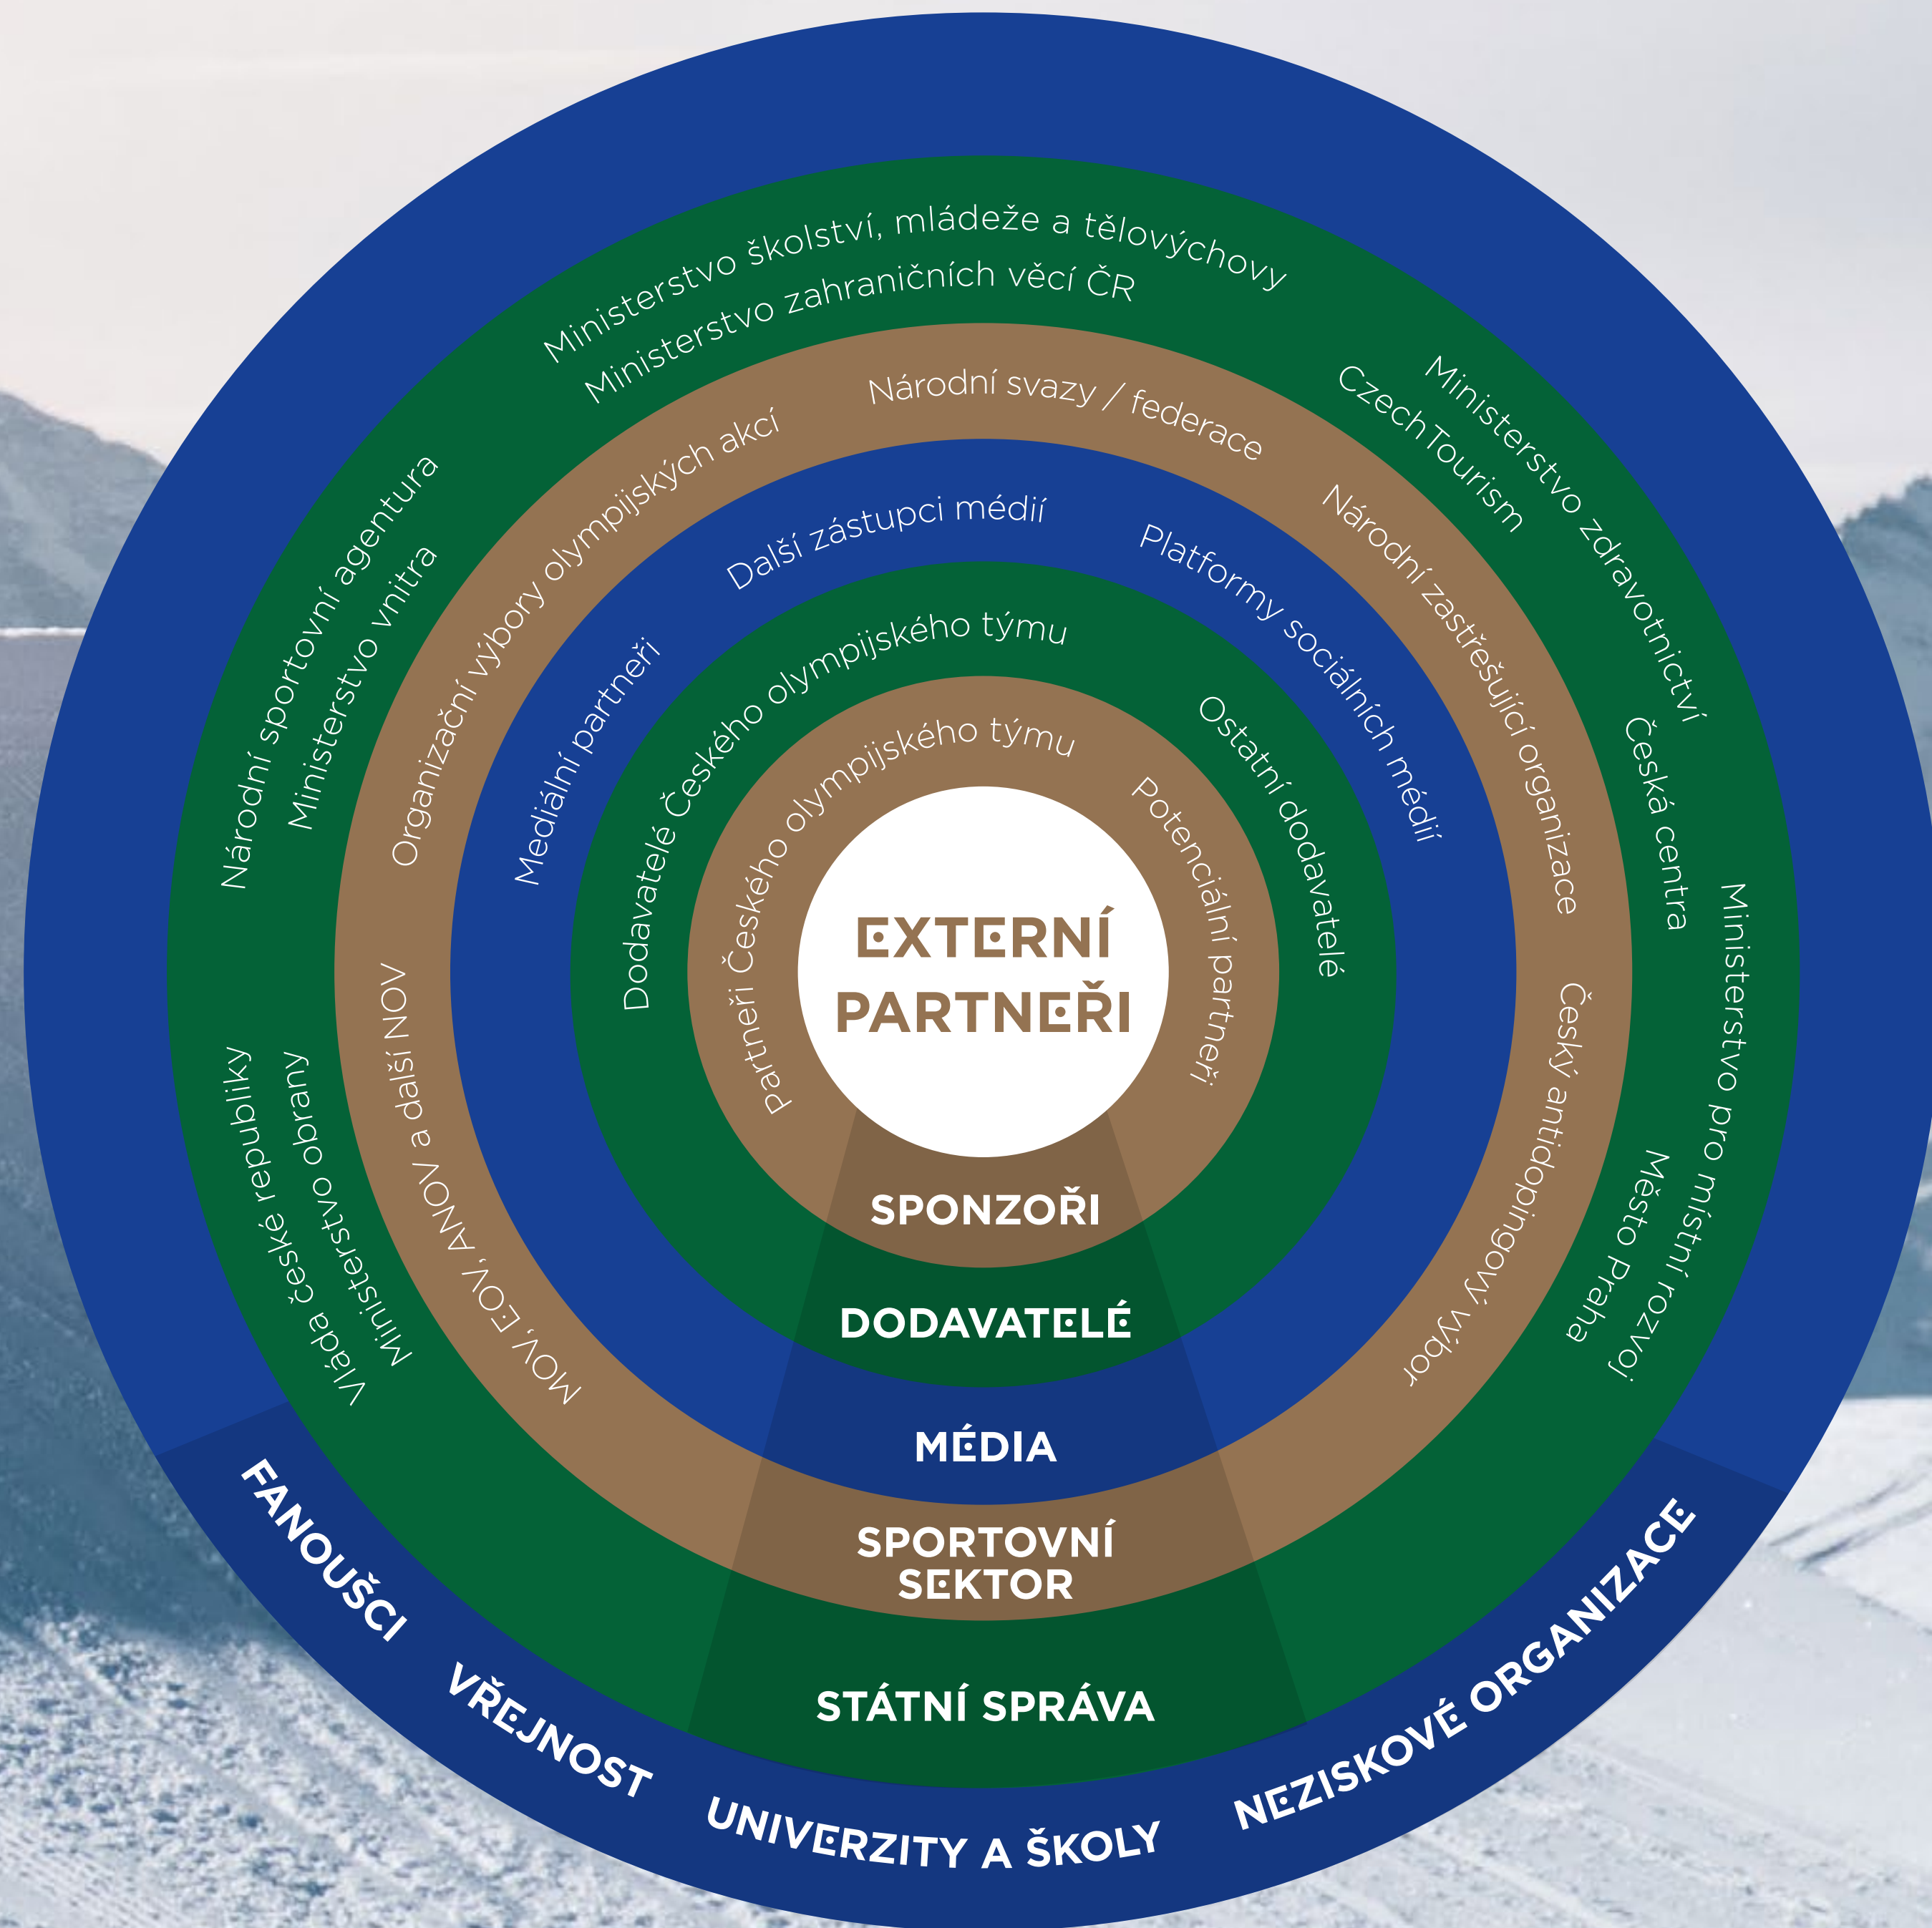 EXTERNÍ
PARTNEŘI
Partneři Českého olympijského týmu
Potenciální partneři
SPONZOŘI
Dodavatelé Českého olympijského týmu
Ostatní dodavatelé
DODAVATELÉ
Mediální partneři
Další zástupci médií
Platformy sociálních médií
MÉDIA
MOV, EOV, ANOV a další NOV
Organizační výbory olympijských akcí
Národní svazy / federace
Národní zastřešující organizace
Český antidopingový výbor
SPORTOVNÍ
SEKTOR
Vláda české republiky
Ministerstvo obrany
Národní sportovní agentura
Ministerstvo vnitra
Ministerstvo školství, mládeže a tělovýchovy
Ministerstvo zahraničních věcí ČR
Ministerstvo zdravotnictví
CzechTourism
Česká centra
Ministerstvo pro místní rozvoj
Město Praha
STÁTNÍ SPRÁVA
FANOUŠCI
VŘEJNOST
UNIVERZITY A ŠKOLY
NEZISKOVÉ ORGANIZACE